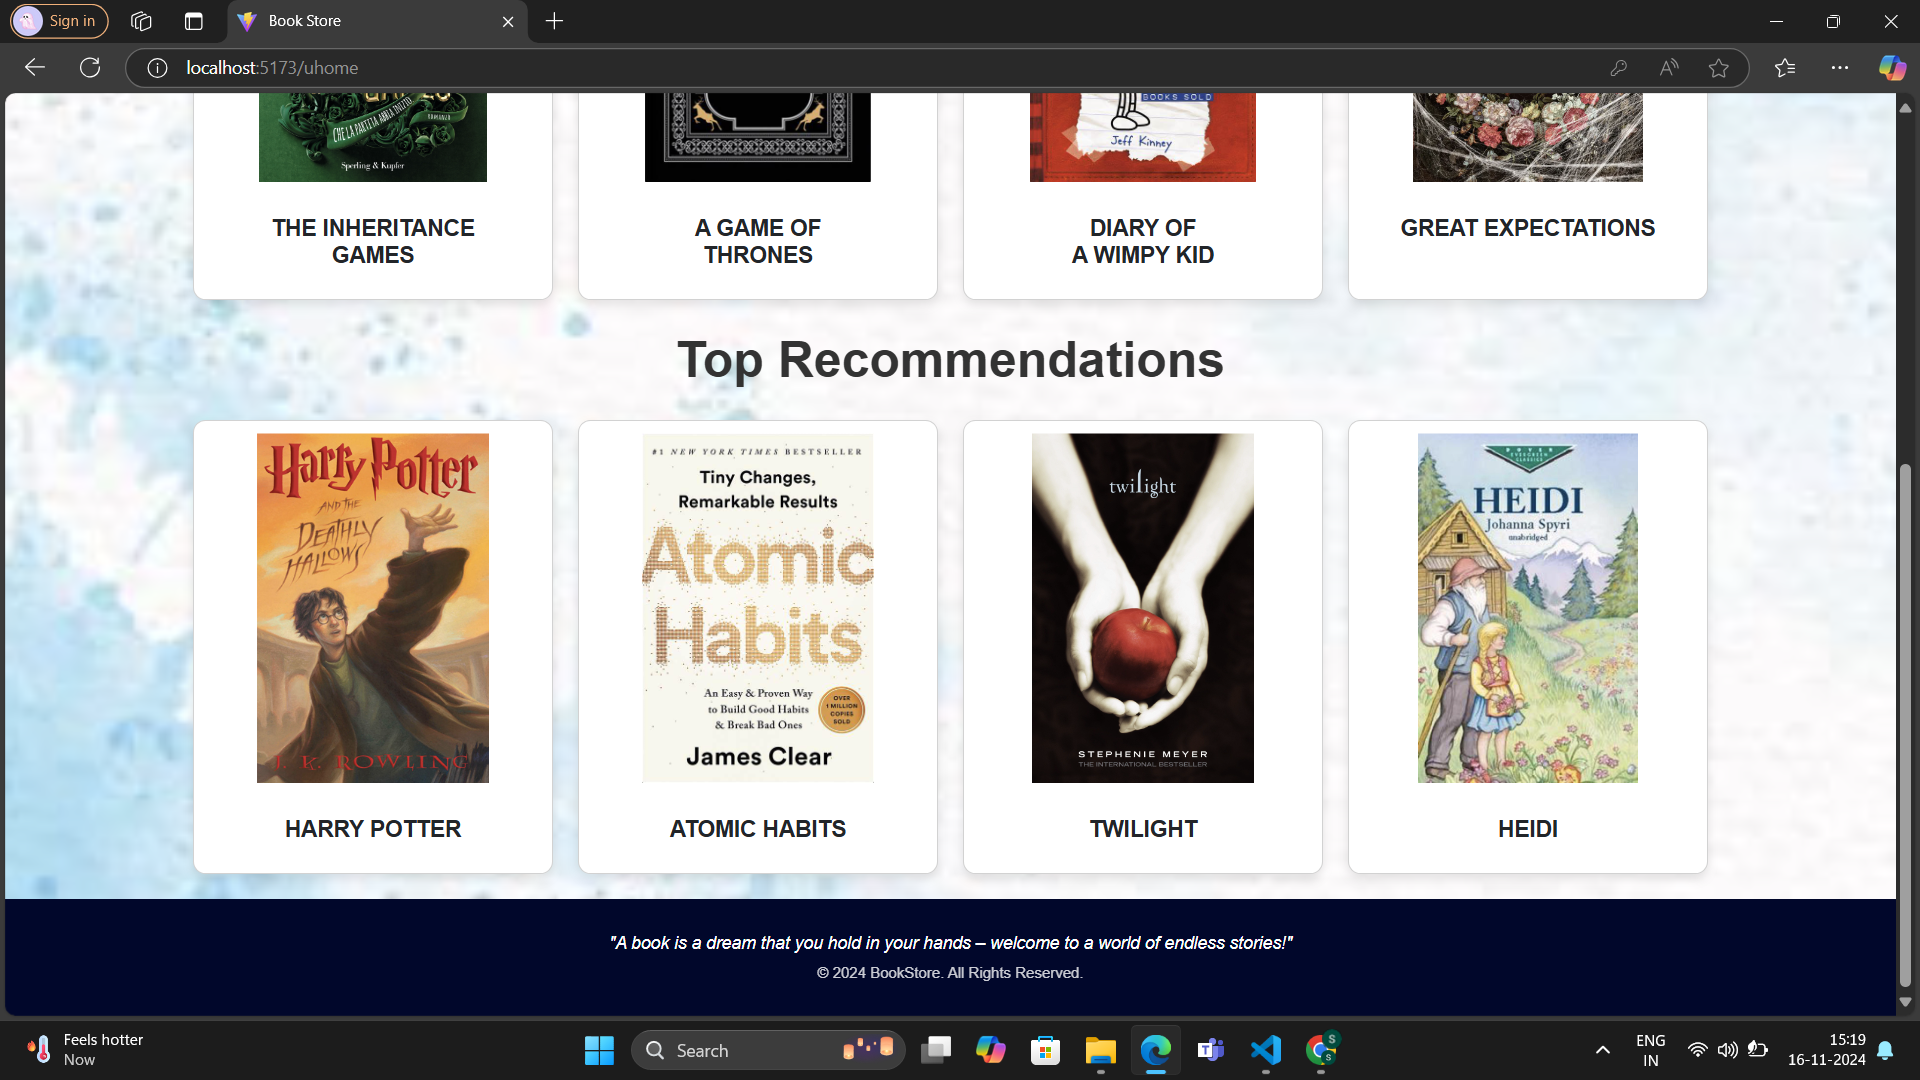 Sign in
Book Store
localhost:5173/uhome
CHE LA PARTITA ABBIA INIZIO
ROMANZO
Sperling & Kupfer
BOOKS SOLD
Jeff Kinney
THE INHERITANCE
GAMES
A GAME OF
THRONES
DIARY OF
A WIMPY KID
GREAT EXPECTATIONS
Top Recommendations
Harry Potter
AND THE
DEATHLY
HALLOWS
J. K. ROWLING
#1 NEW YORK TIMES BESTSELLER
Tiny Changes,
Remarkable Results
Atomic
Habits
An Easy & Proven Way
to Build Good Habits
& Break Bad Ones
OVER
1 MILLION
COPIES
SOLD
James Clear
twilight
STEPHENIE MEYER
THE INTERNATIONAL BESTSELLER
DOVER
EVERGREEN
CLASSICS
HEIDI
Johanna Spyri
unabridged
HARRY POTTER
ATOMIC HABITS
TWILIGHT
HEIDI
"A book is a dream that you hold in your hands – welcome to a world of endless stories!"
© 2024 BookStore. All Rights Reserved.
Feels hotter
Now
Search
ENG
IN
15:19
16-11-2024